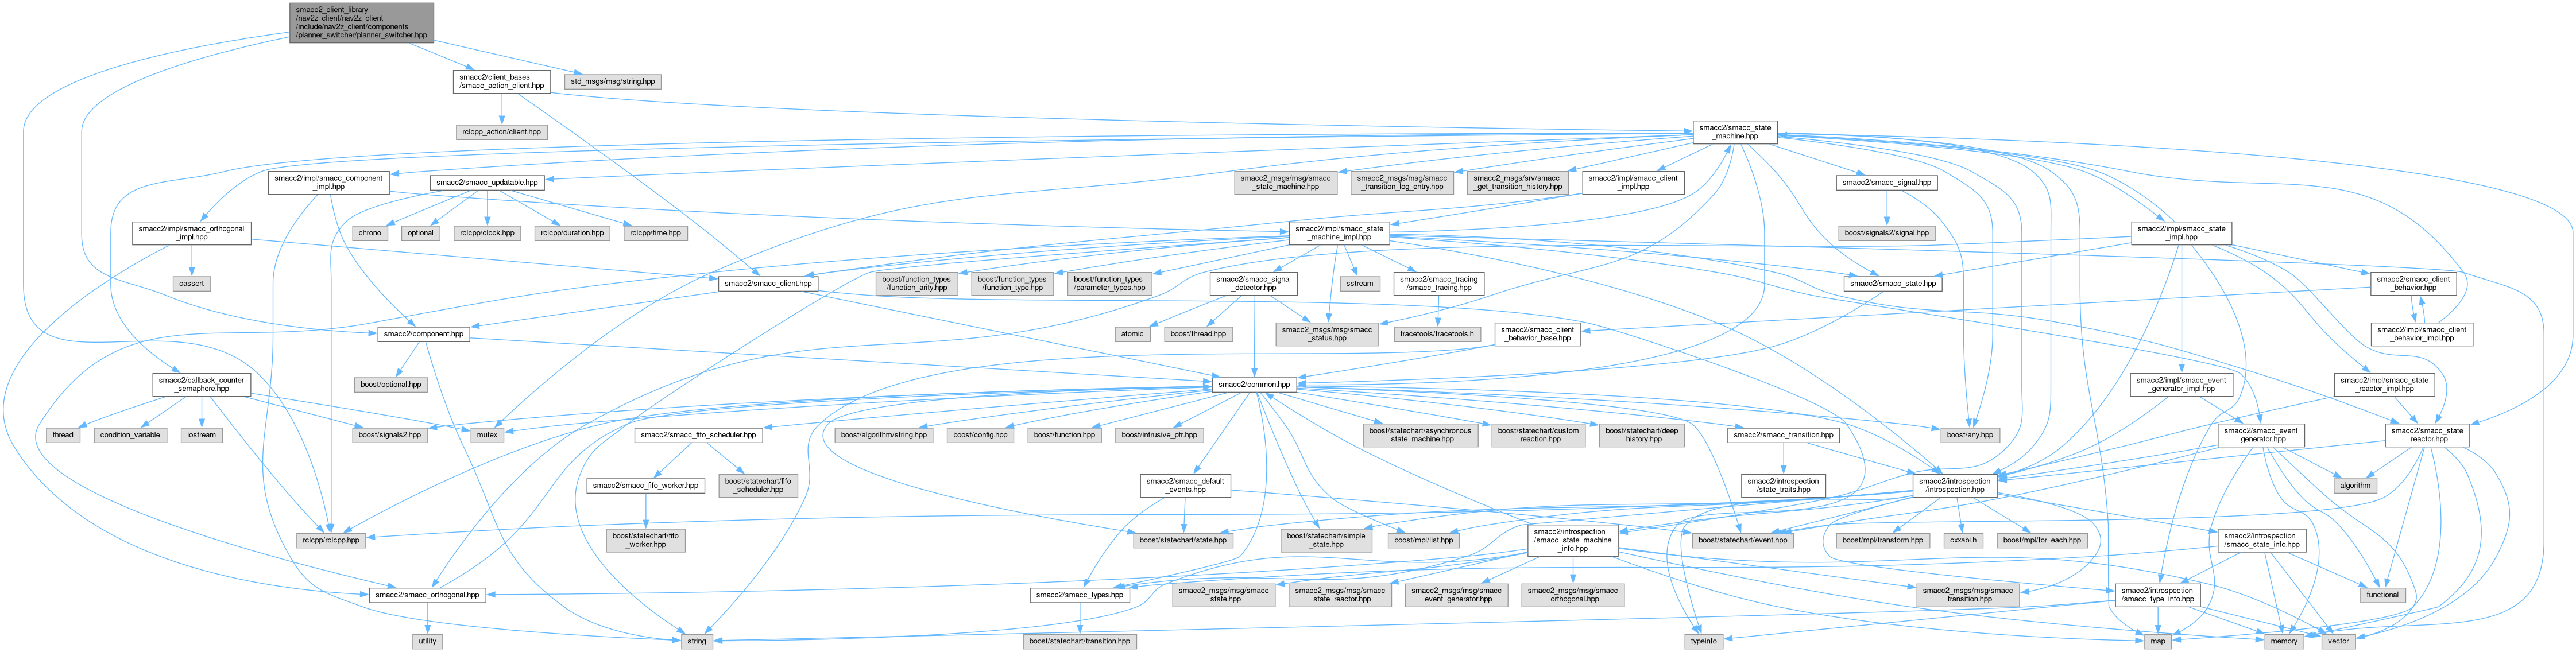 smacc2_client_library
/nav2z_client/nav2z_client
/include/nav2z_client/components
/planner_switcher/planner_switcher.hpp
smacc2/client_bases
/smacc_action_client.hpp
std_msgs/msg/string.hpp
rclcpp_action/client.hpp
smacc2/smacc_state
_machine.hpp
smacc2/impl/smacc_component
_impl.hpp
smacc2/smacc_updatable.hpp
smacc2_msgs/msg/smacc
_state_machine.hpp
smacc2_msgs/msg/smacc
_transition_log_entry.hpp
smacc2_msgs/srv/smacc
_get_transition_history.hpp
smacc2/impl/smacc_client
_impl.hpp
smacc2/smacc_signal.hpp
smacc2/impl/smacc_orthogonal
_impl.hpp
chrono
optional
rclcpp/clock.hpp
rclcpp/duration.hpp
rclcpp/time.hpp
smacc2/impl/smacc_state
_machine_impl.hpp
boost/signals2/signal.hpp
smacc2/impl/smacc_state
_impl.hpp
cassert
smacc2/smacc_client.hpp
boost/function_types
/function_arity.hpp
boost/function_types
/function_type.hpp
boost/function_types
/parameter_types.hpp
smacc2/smacc_signal
_detector.hpp
sstream
smacc2/smacc_tracing
/smacc_tracing.hpp
smacc2/smacc_state.hpp
smacc2/smacc_client
_behavior.hpp
smacc2/component.hpp
atomic
boost/thread.hpp
smacc2_msgs/msg/smacc
_status.hpp
tracetools/tracetools.h
smacc2/smacc_client
_behavior_base.hpp
smacc2/impl/smacc_client
_behavior_impl.hpp
smacc2/callback_counter
_semaphore.hpp
boost/optional.hpp
smacc2/common.hpp
smacc2/impl/smacc_event
_generator_impl.hpp
smacc2/impl/smacc_state
_reactor_impl.hpp
thread
condition_variable
iostream
boost/signals2.hpp
mutex
smacc2/smacc_fifo_scheduler.hpp
boost/algorithm/string.hpp
boost/config.hpp
boost/function.hpp
boost/intrusive_ptr.hpp
boost/statechart/asynchronous
_state_machine.hpp
boost/statechart/custom
_reaction.hpp
boost/statechart/deep
_history.hpp
smacc2/smacc_transition.hpp
boost/any.hpp
smacc2/smacc_event
_generator.hpp
smacc2/smacc_state
_reactor.hpp
smacc2/smacc_fifo_worker.hpp
boost/statechart/fifo
_scheduler.hpp
smacc2/smacc_default
_events.hpp
smacc2/introspection
/state_traits.hpp
smacc2/introspection
/introspection.hpp
algorithm
rclcpp/rclcpp.hpp
boost/statechart/fifo
_worker.hpp
boost/statechart/state.hpp
boost/statechart/simple
_state.hpp
boost/mpl/list.hpp
smacc2/introspection
/smacc_state_machine
_info.hpp
boost/statechart/event.hpp
boost/mpl/transform.hpp
cxxabi.h
boost/mpl/for_each.hpp
smacc2/introspection
/smacc_state_info.hpp
smacc2/smacc_orthogonal.hpp
smacc2/smacc_types.hpp
smacc2_msgs/msg/smacc
_state.hpp
smacc2_msgs/msg/smacc
_state_reactor.hpp
smacc2_msgs/msg/smacc
_event_generator.hpp
smacc2_msgs/msg/smacc
_orthogonal.hpp
smacc2_msgs/msg/smacc
_transition.hpp
smacc2/introspection
/smacc_type_info.hpp
functional
utility
string
boost/statechart/transition.hpp
typeinfo
map
memory
vector